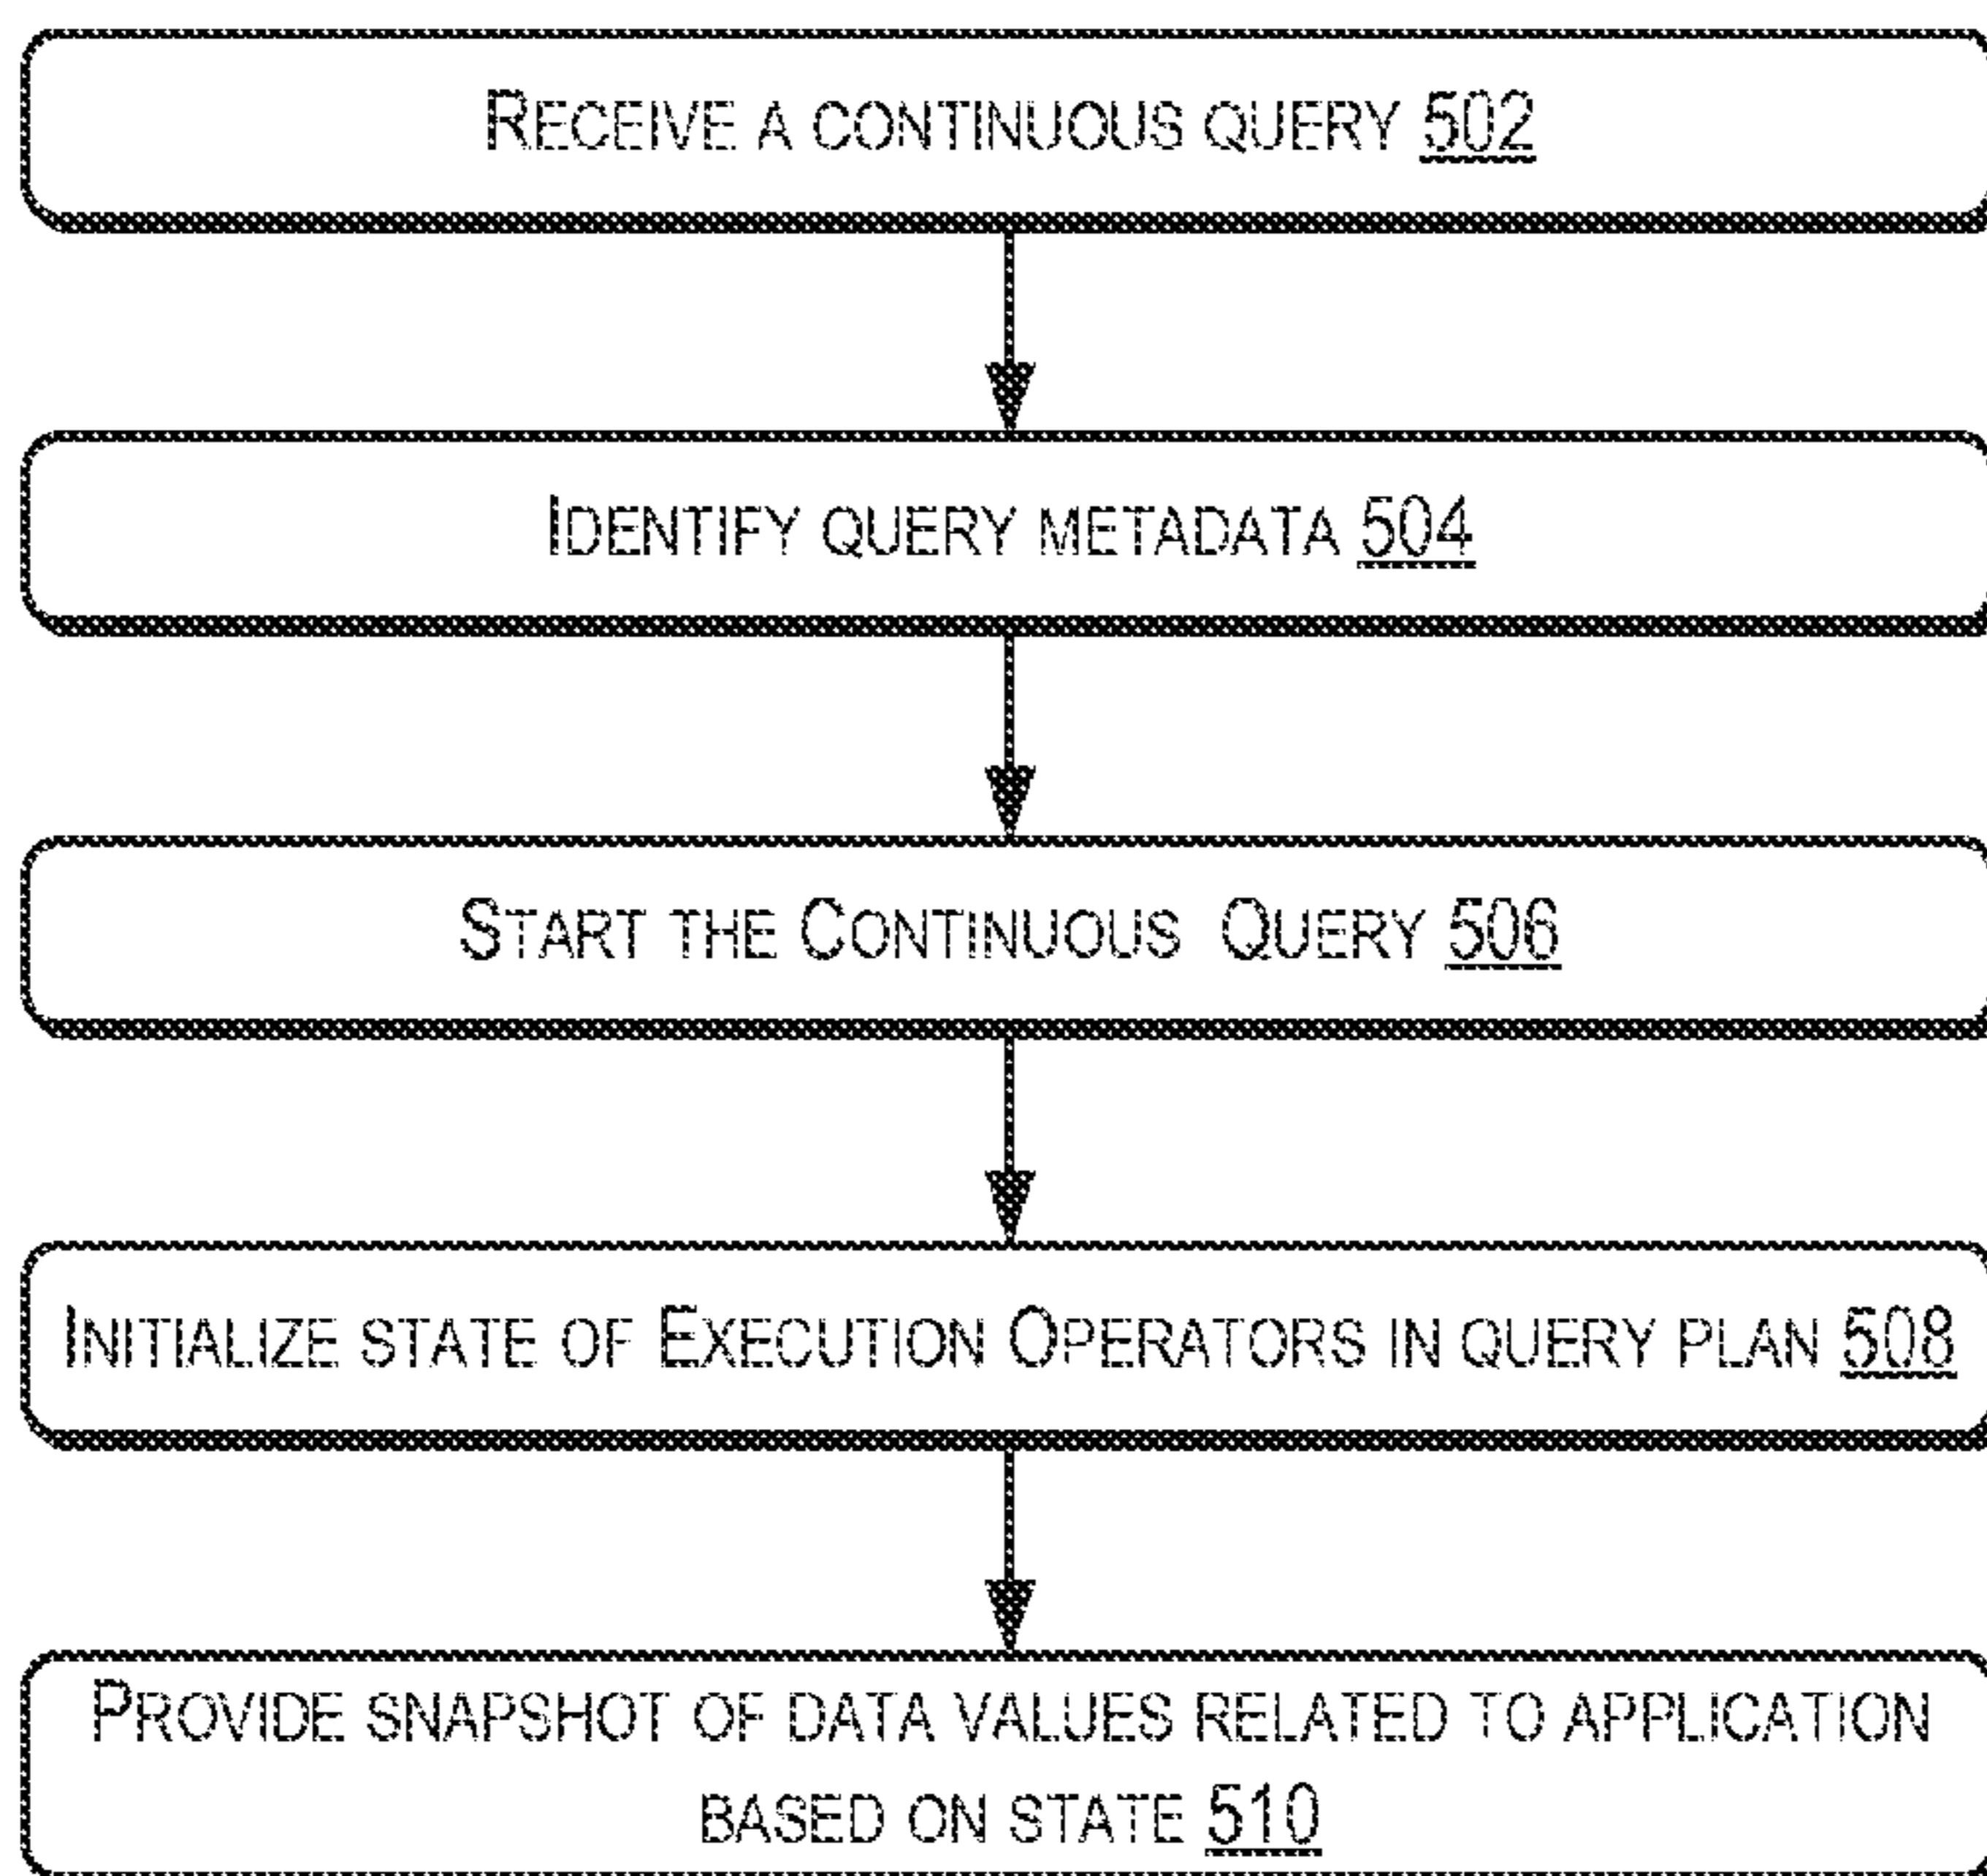 RECEIVE A CONTINUOUS QUERY 502
IDENTIFY QUERY METADATA 504
START THE CONTINUOUS QUERY 506
INITIALIZE STATE OF EXECUTION OPERATORS IN QUERY PLAN 508
PROVIDE SNAPSHOT OF DATA VALUES RELATED TO APPLICATION
BASED ON STATE 510